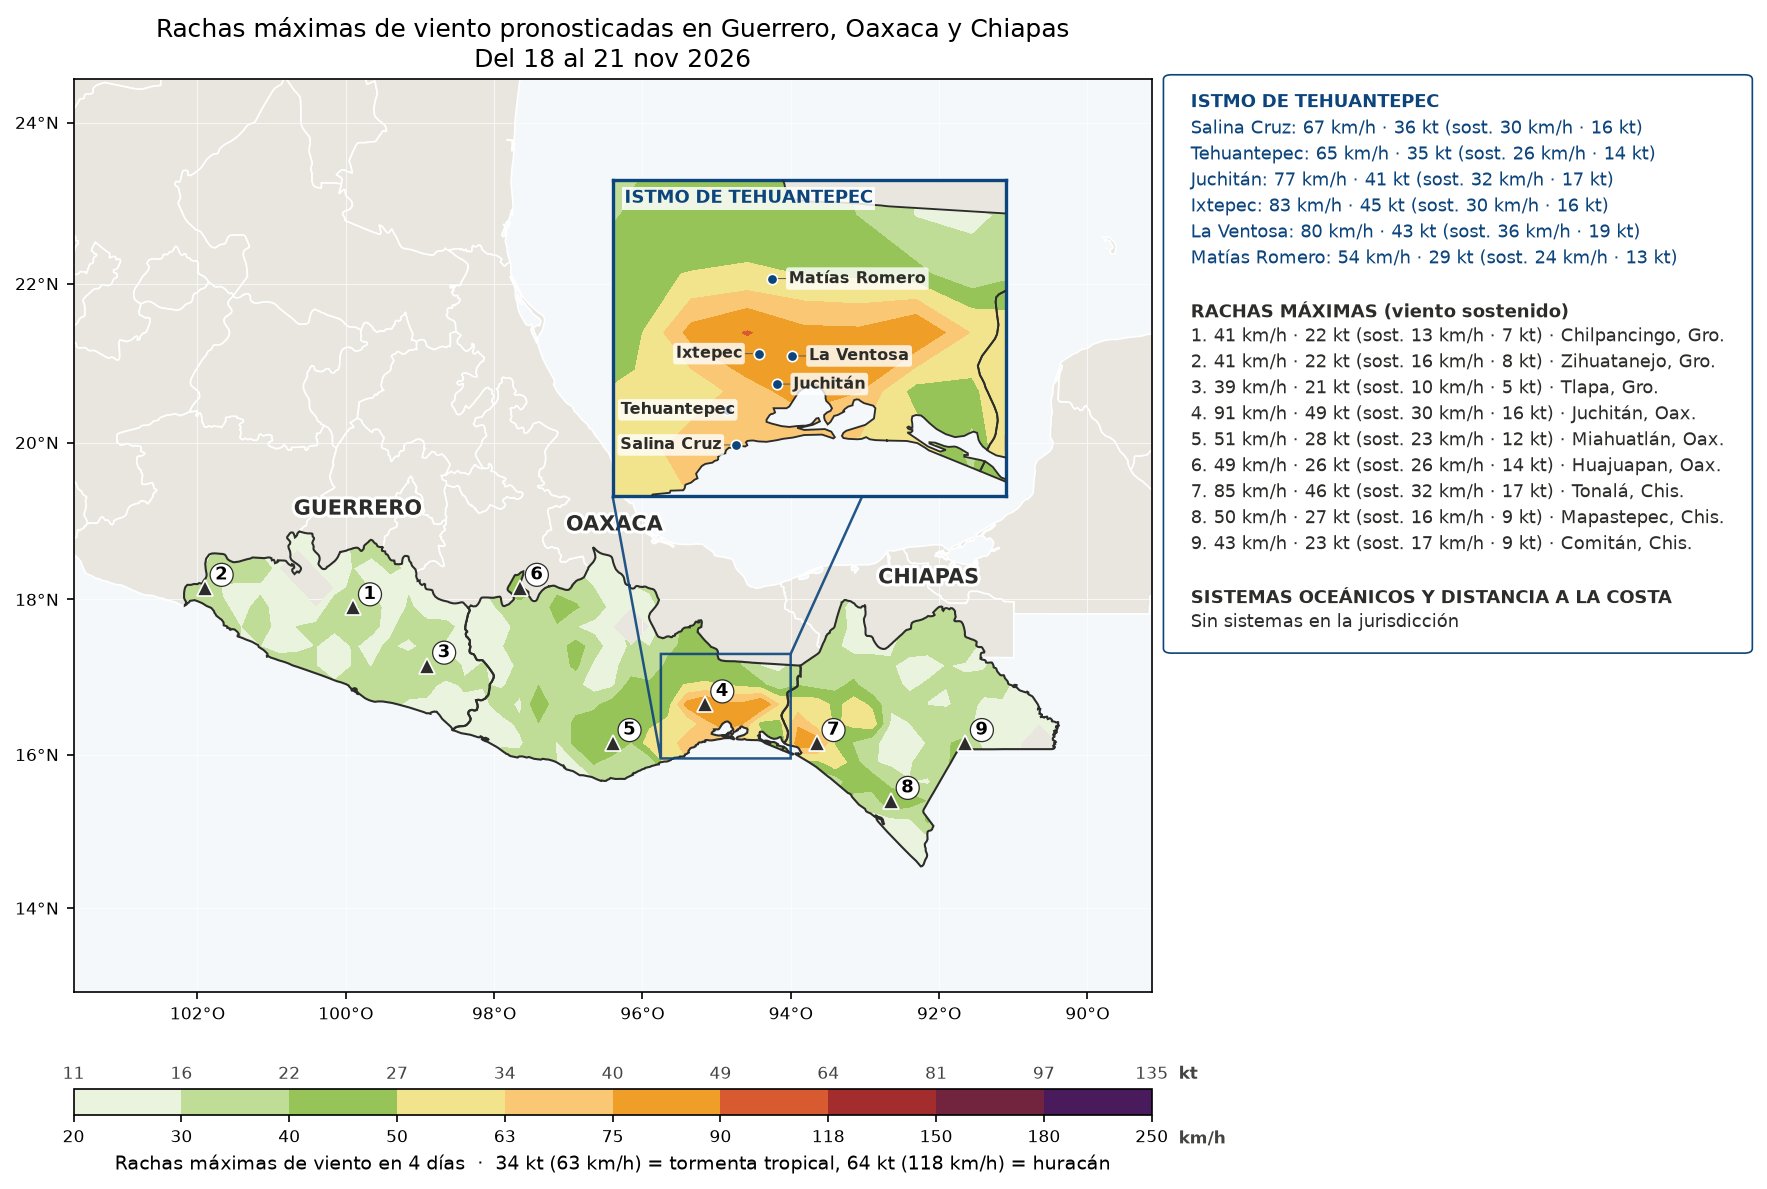 Rachas máximas de viento pronosticadas en Guerrero, Oaxaca y Chiapas
Del 18 al 21 nov 2026
24°N
22°N
20°N
18°N
16°N
14°N
102°O
100°O
98°O
96°O
94°O
92°O
90°O
ISTMO DE TEHUANTEPEC
Matías Romero
Ixtepec
La Ventosa
Juchitán
Tehuantepec
Salina Cruz
GUERRERO
OAXACA
CHIAPAS
2
1
3
6
5
4
7
8
9
ISTMO DE TEHUANTEPEC
Salina Cruz: 67 km/h · 36 kt (sost. 30 km/h · 16 kt)
Tehuantepec: 65 km/h · 35 kt (sost. 26 km/h · 14 kt)
Juchitán: 77 km/h · 41 kt (sost. 32 km/h · 17 kt)
Ixtepec: 83 km/h · 45 kt (sost. 30 km/h · 16 kt)
La Ventosa: 80 km/h · 43 kt (sost. 36 km/h · 19 kt)
Matías Romero: 54 km/h · 29 kt (sost. 24 km/h · 13 kt)
RACHAS MÁXIMAS (viento sostenido)
1. 41 km/h · 22 kt (sost. 13 km/h · 7 kt) · Chilpancingo, Gro.
2. 41 km/h · 22 kt (sost. 16 km/h · 8 kt) · Zihuatanejo, Gro.
3. 39 km/h · 21 kt (sost. 10 km/h · 5 kt) · Tlapa, Gro.
4. 91 km/h · 49 kt (sost. 30 km/h · 16 kt) · Juchitán, Oax.
5. 51 km/h · 28 kt (sost. 23 km/h · 12 kt) · Miahuatlán, Oax.
6. 49 km/h · 26 kt (sost. 26 km/h · 14 kt) · Huajuapan, Oax.
7. 85 km/h · 46 kt (sost. 32 km/h · 17 kt) · Tonalá, Chis.
8. 50 km/h · 27 kt (sost. 16 km/h · 9 kt) · Mapastepec, Chis.
9. 43 km/h · 23 kt (sost. 17 km/h · 9 kt) · Comitán, Chis.
SISTEMAS OCEÁNICOS Y DISTANCIA A LA COSTA
Sin sistemas en la jurisdicción
11 16 22 27 34 40 49 64 81 97 135 kt
20 30 40 50 63 75 90 118 150 180 250 km/h
Rachas máximas de viento en 4 días · 34 kt (63 km/h) = tormenta tropical, 64 kt (118 km/h) = huracán